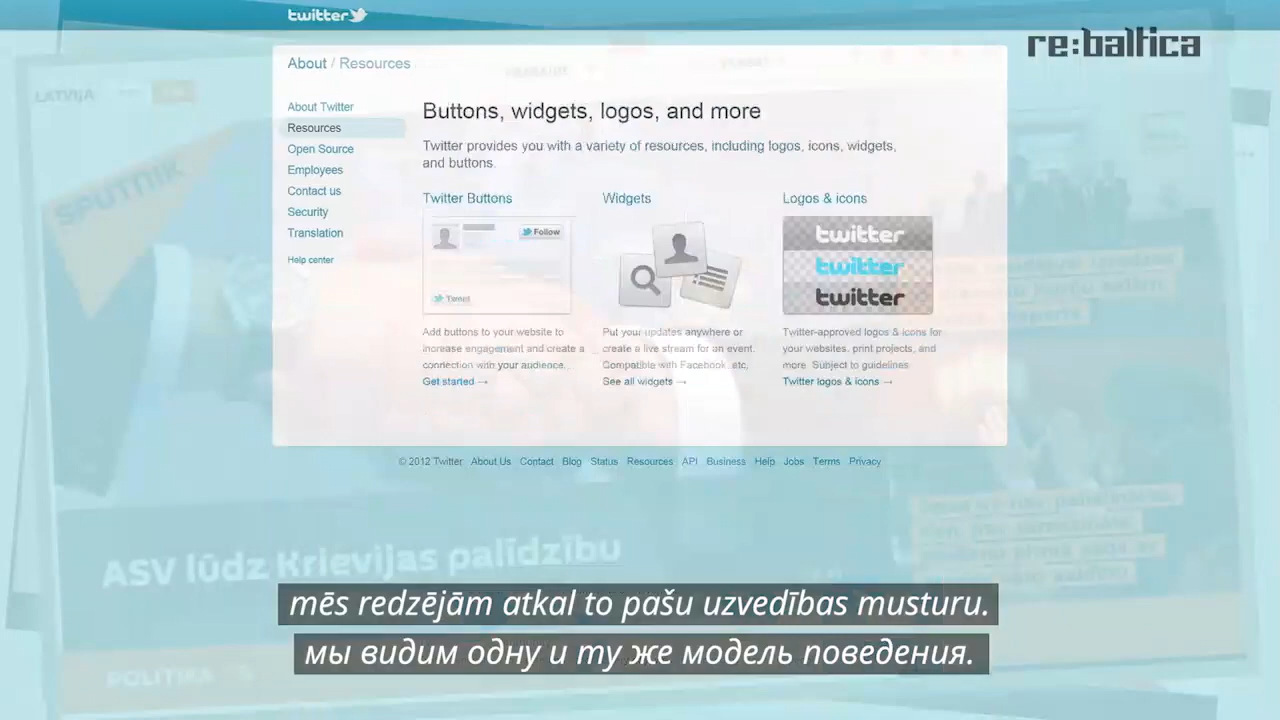 twitter
re:baltica
About / Resources
LATVIJA
About Twitter
Resources
Open Source
Employees
Contact us
Security
Translation
Help center
Buttons, widgets, logos, and more
Twitter provides you with a variety of resources, including logos, icons, widgets,
and buttons.
SPUTNIK
Twitter Buttons
Follow
Tweet
Add buttons to your website to
increase engagement and create a
connection with your audience.
Get started →
Widgets
Put your updates anywhere or
create a live stream for an event.
Compatible with Facebook, etc.
See all widgets →
Logos & icons
twitter
twitter
twitter
Twitter-approved logos & icons for
your websites, print projects, and
more. Subject to guidelines
Twitter logos & icons →
© 2012 Twitter About Us Contact Blog Status Resources API Business Help Jobs Terms Privacy
ASV lūdz Krievijas palīdzību
mēs redzējām atkal to pašu uzvedības musturu.
мы видим одну и ту же модель поведения.
POLITIKA